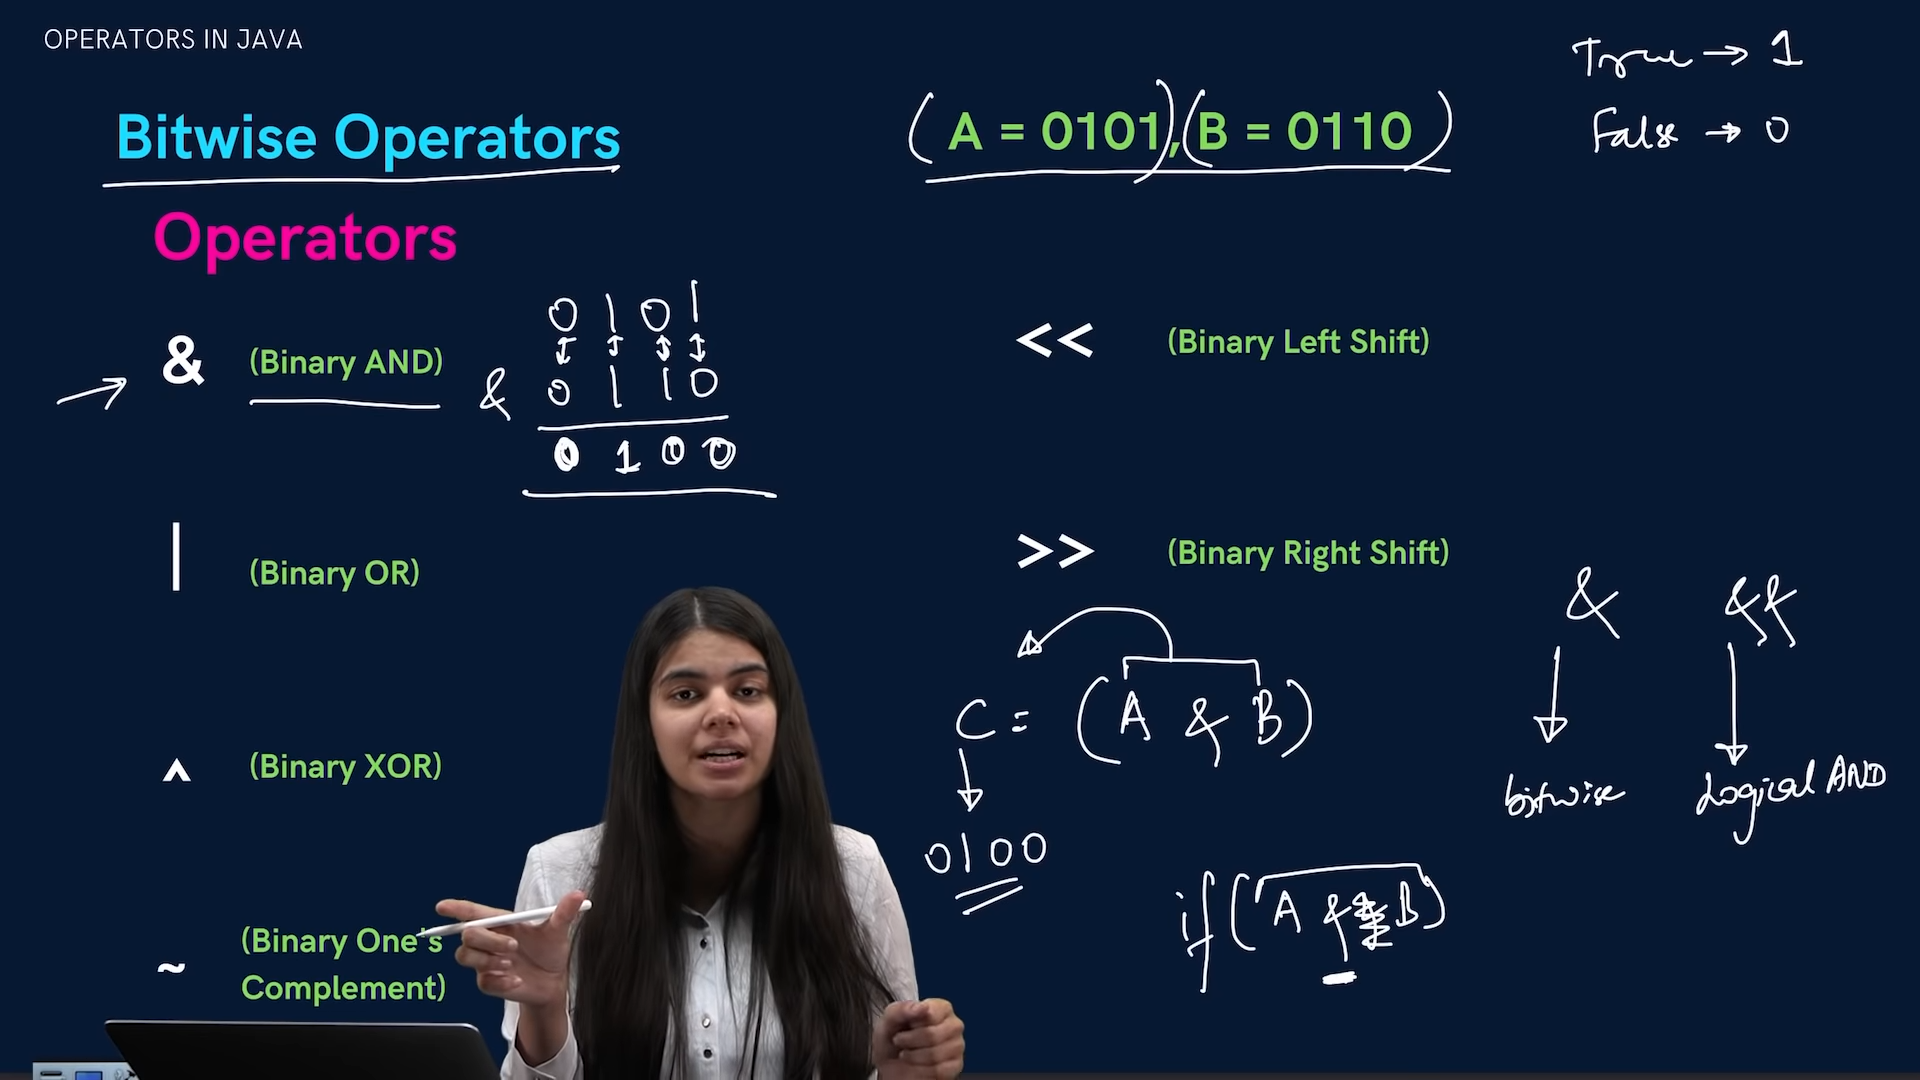 OPERATORS IN JAVA
True → 1
False → 0
Bitwise Operators
(A = 0101),(B = 0110)
Operators
& (Binary AND)
0 1 0 1
& 0 1 1 0
0 1 0 0
<< (Binary Left Shift)
| (Binary OR)
>> (Binary Right Shift)
& &&
bitwise Logical AND
^ (Binary XOR)
C = (A & B)
0100
~ (Binary One's
Complement)
if (A & B)